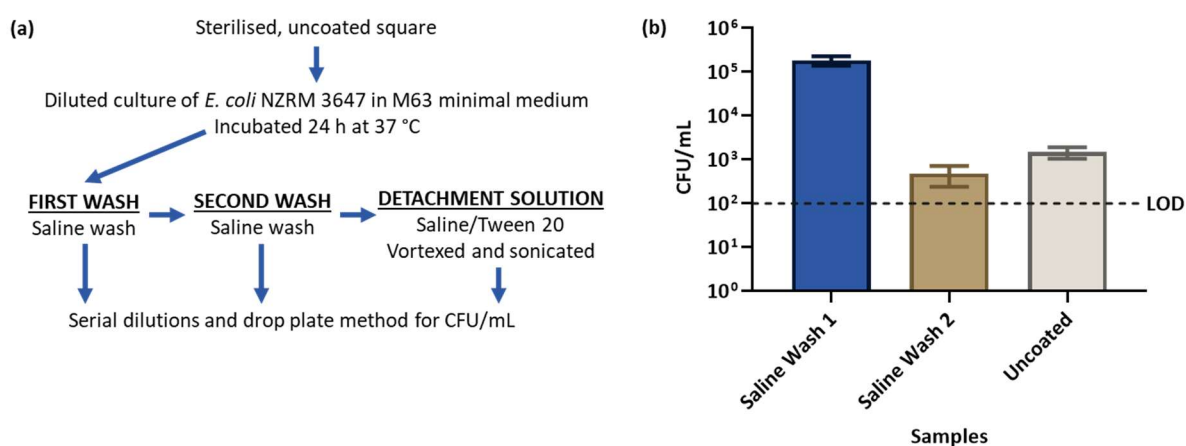 (a)
Sterilised, uncoated square
Diluted culture of E. coli NZRM 3647 in M63 minimal medium
Incubated 24 h at 37 °C
FIRST WASH
Saline wash
SECOND WASH
Saline wash
DETACHMENT SOLUTION
Saline/Tween 20
Vortexed and sonicated
Serial dilutions and drop plate method for CFU/mL
(b)
CFU/mL
10⁶
10⁵
10⁴
10³
10²
10¹
10⁰
LOD
Saline Wash 1
Saline Wash 2
Uncoated
Samples